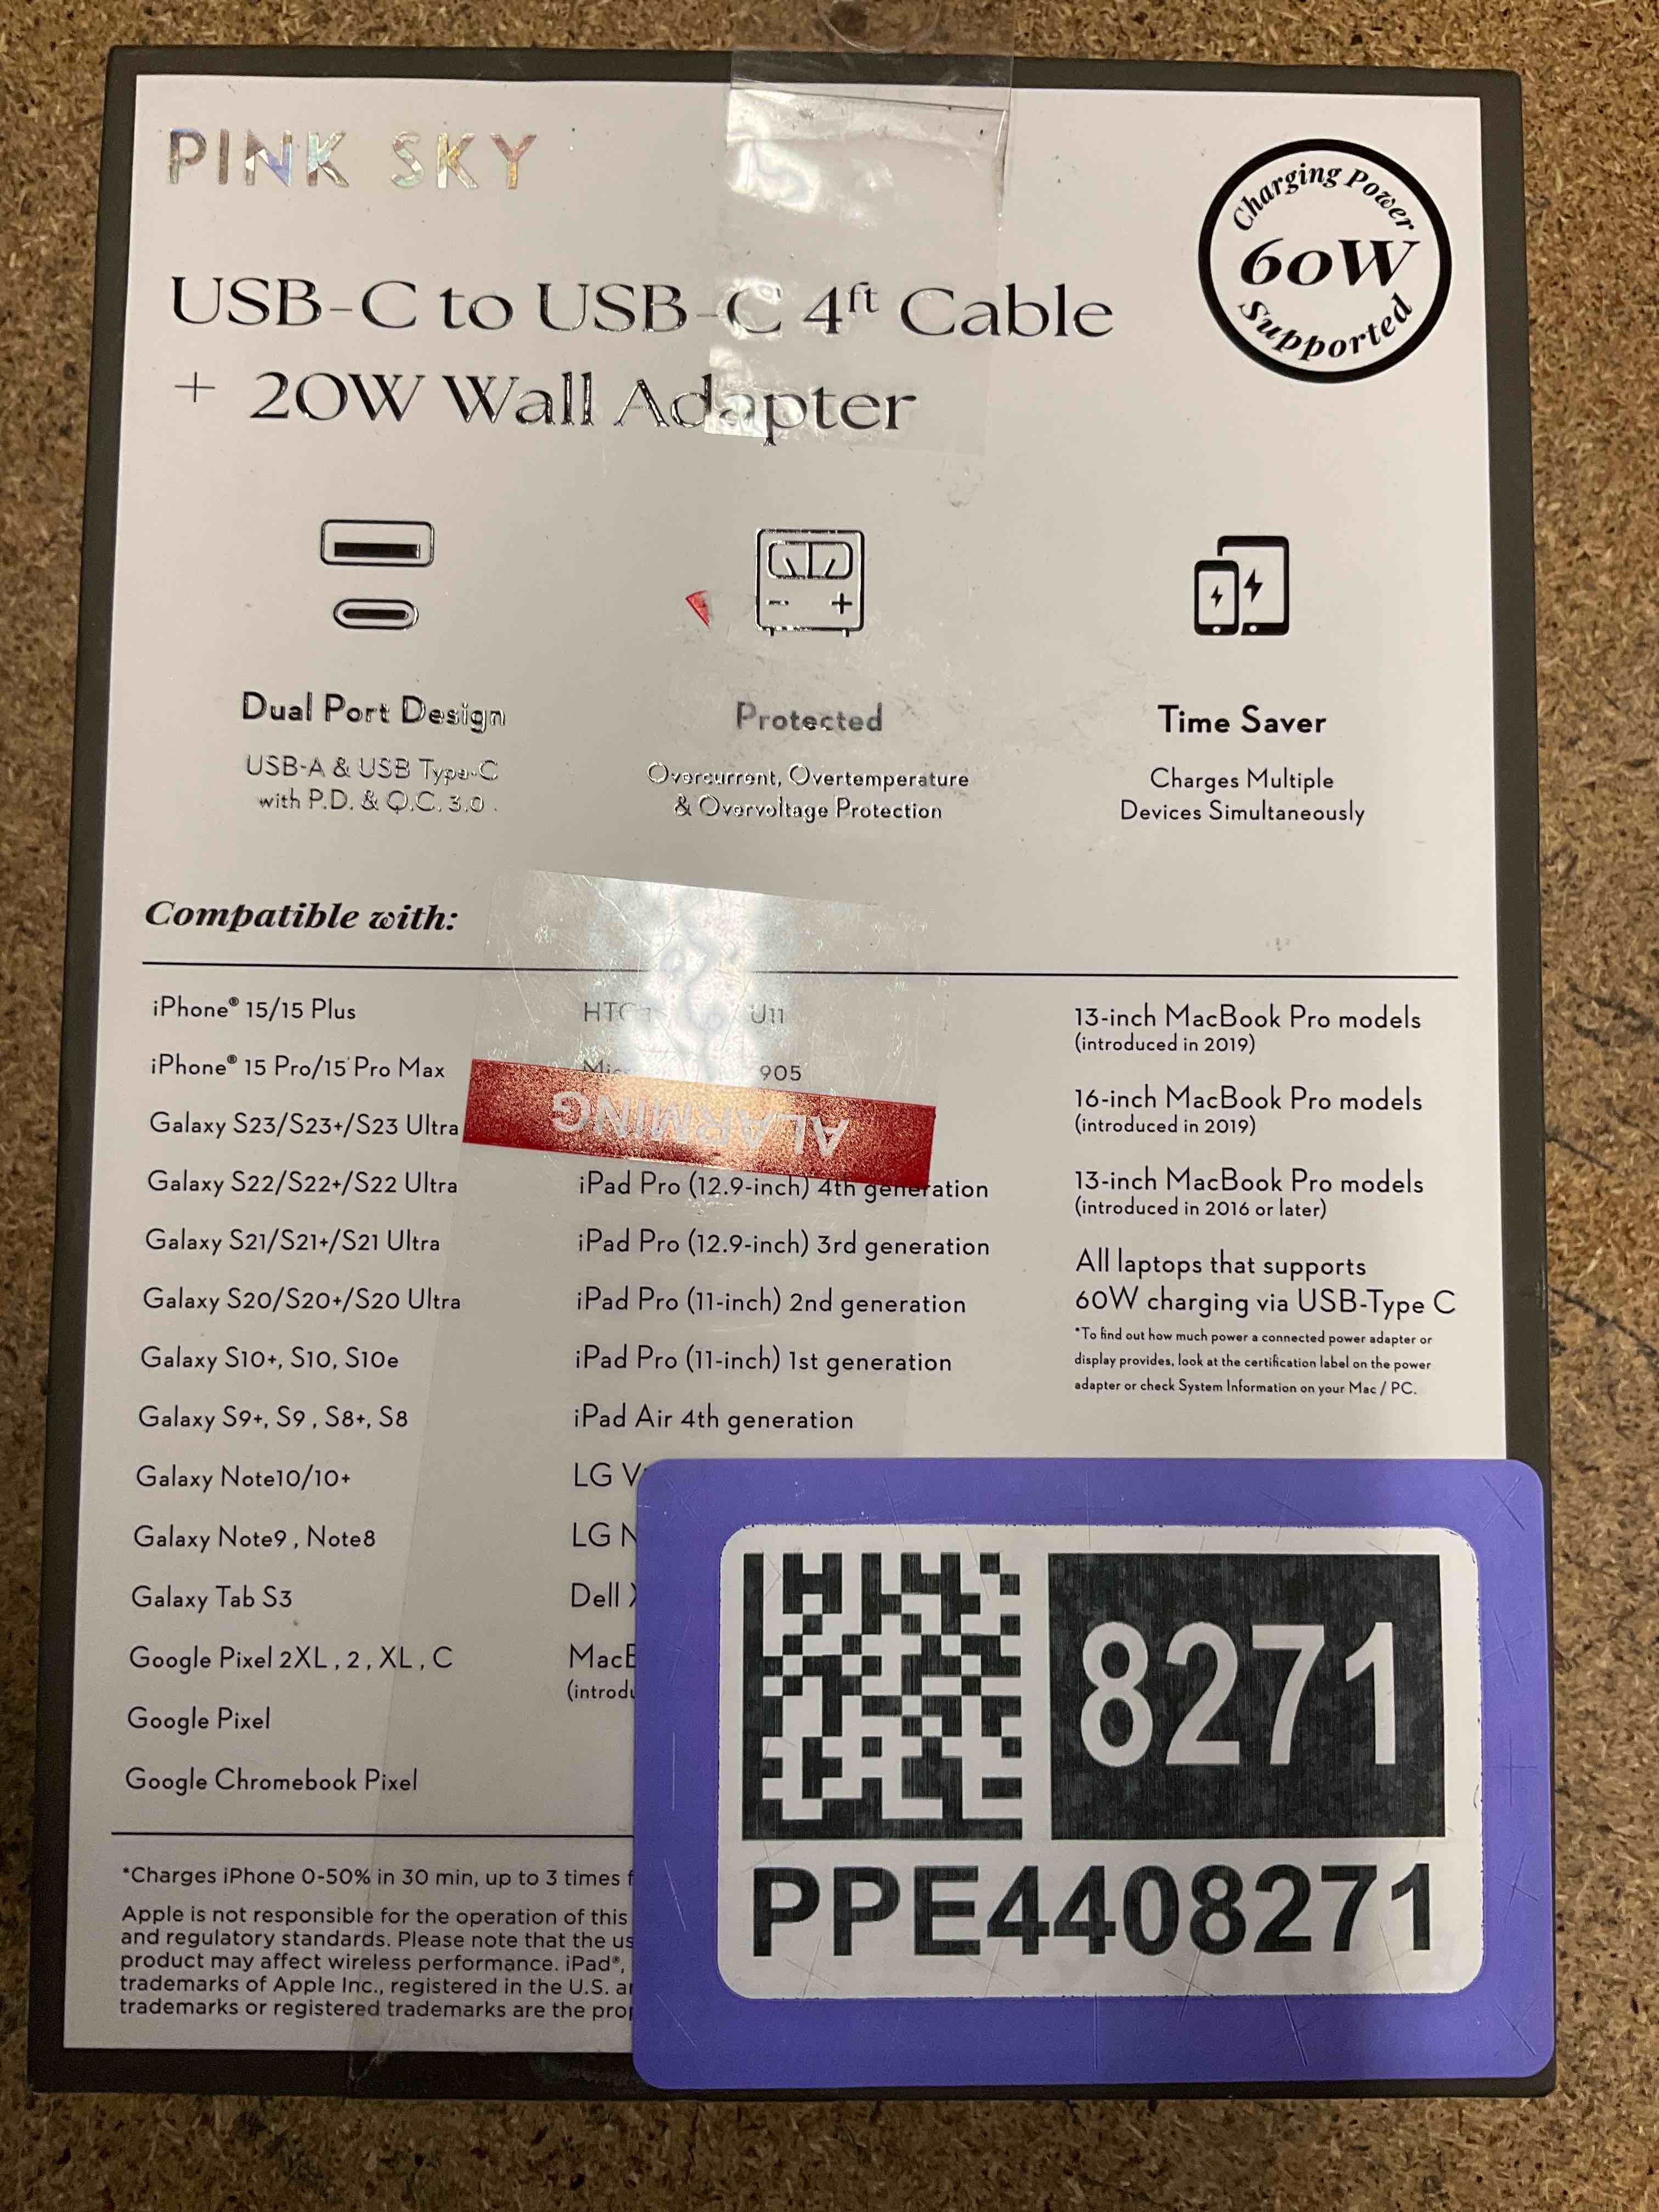 PINK SKY
Charging Power
60W
Supported
USB-C to USB-C 4ft Cable
+ 20W Wall Adapter
Dual Port Design
USB-A & USB Type-C
with P.D. & Q.C. 3.0 .
Protected
Overcurrent, Overtemperature
& Overvoltage Protection
Time Saver
Charges Multiple
Devices Simultaneously
Compatible with:
iPhone® 15/15 Plus
iPhone® 15 Pro/15 Pro Max
Galaxy S23/S23+/S23 Ultra
Galaxy S22/S22+/S22 Ultra
Galaxy S21/S21+/S21 Ultra
Galaxy S20/S20+/S20 Ultra
Galaxy S10+, S10, S10e
Galaxy S9+, S9 , S8+, S8
Galaxy Note10/10+
Galaxy Note9 , Note8
Galaxy Tab S3
Google Pixel 2XL , 2 , XL , C
Google Pixel
Google Chromebook Pixel
HTC U11
905
ALARMING
iPad Pro (12.9-inch) 4th generation
iPad Pro (12.9-inch) 3rd generation
iPad Pro (11-inch) 2nd generation
iPad Pro (11-inch) 1st generation
iPad Air 4th generation
LG
LG
Dell
13-inch MacBook Pro models
(introduced in 2019)
16-inch MacBook Pro models
(introduced in 2019)
13-inch MacBook Pro models
(introduced in 2016 or later)
All laptops that supports
60W charging via USB-Type C
*To find out how much power a connected power adapter or
display provides, look at the certification label on the power
adapter or check System Information on your Mac / PC.
*Charges iPhone 0-50% in 30 min, up to 3 times
Apple is not responsible for the operation of this
and regulatory standards. Please note that the
product may affect wireless performance. iPad®,
trademarks of Apple Inc., registered in the U.S.
trademarks or registered trademarks are the
8271
PPE4408271